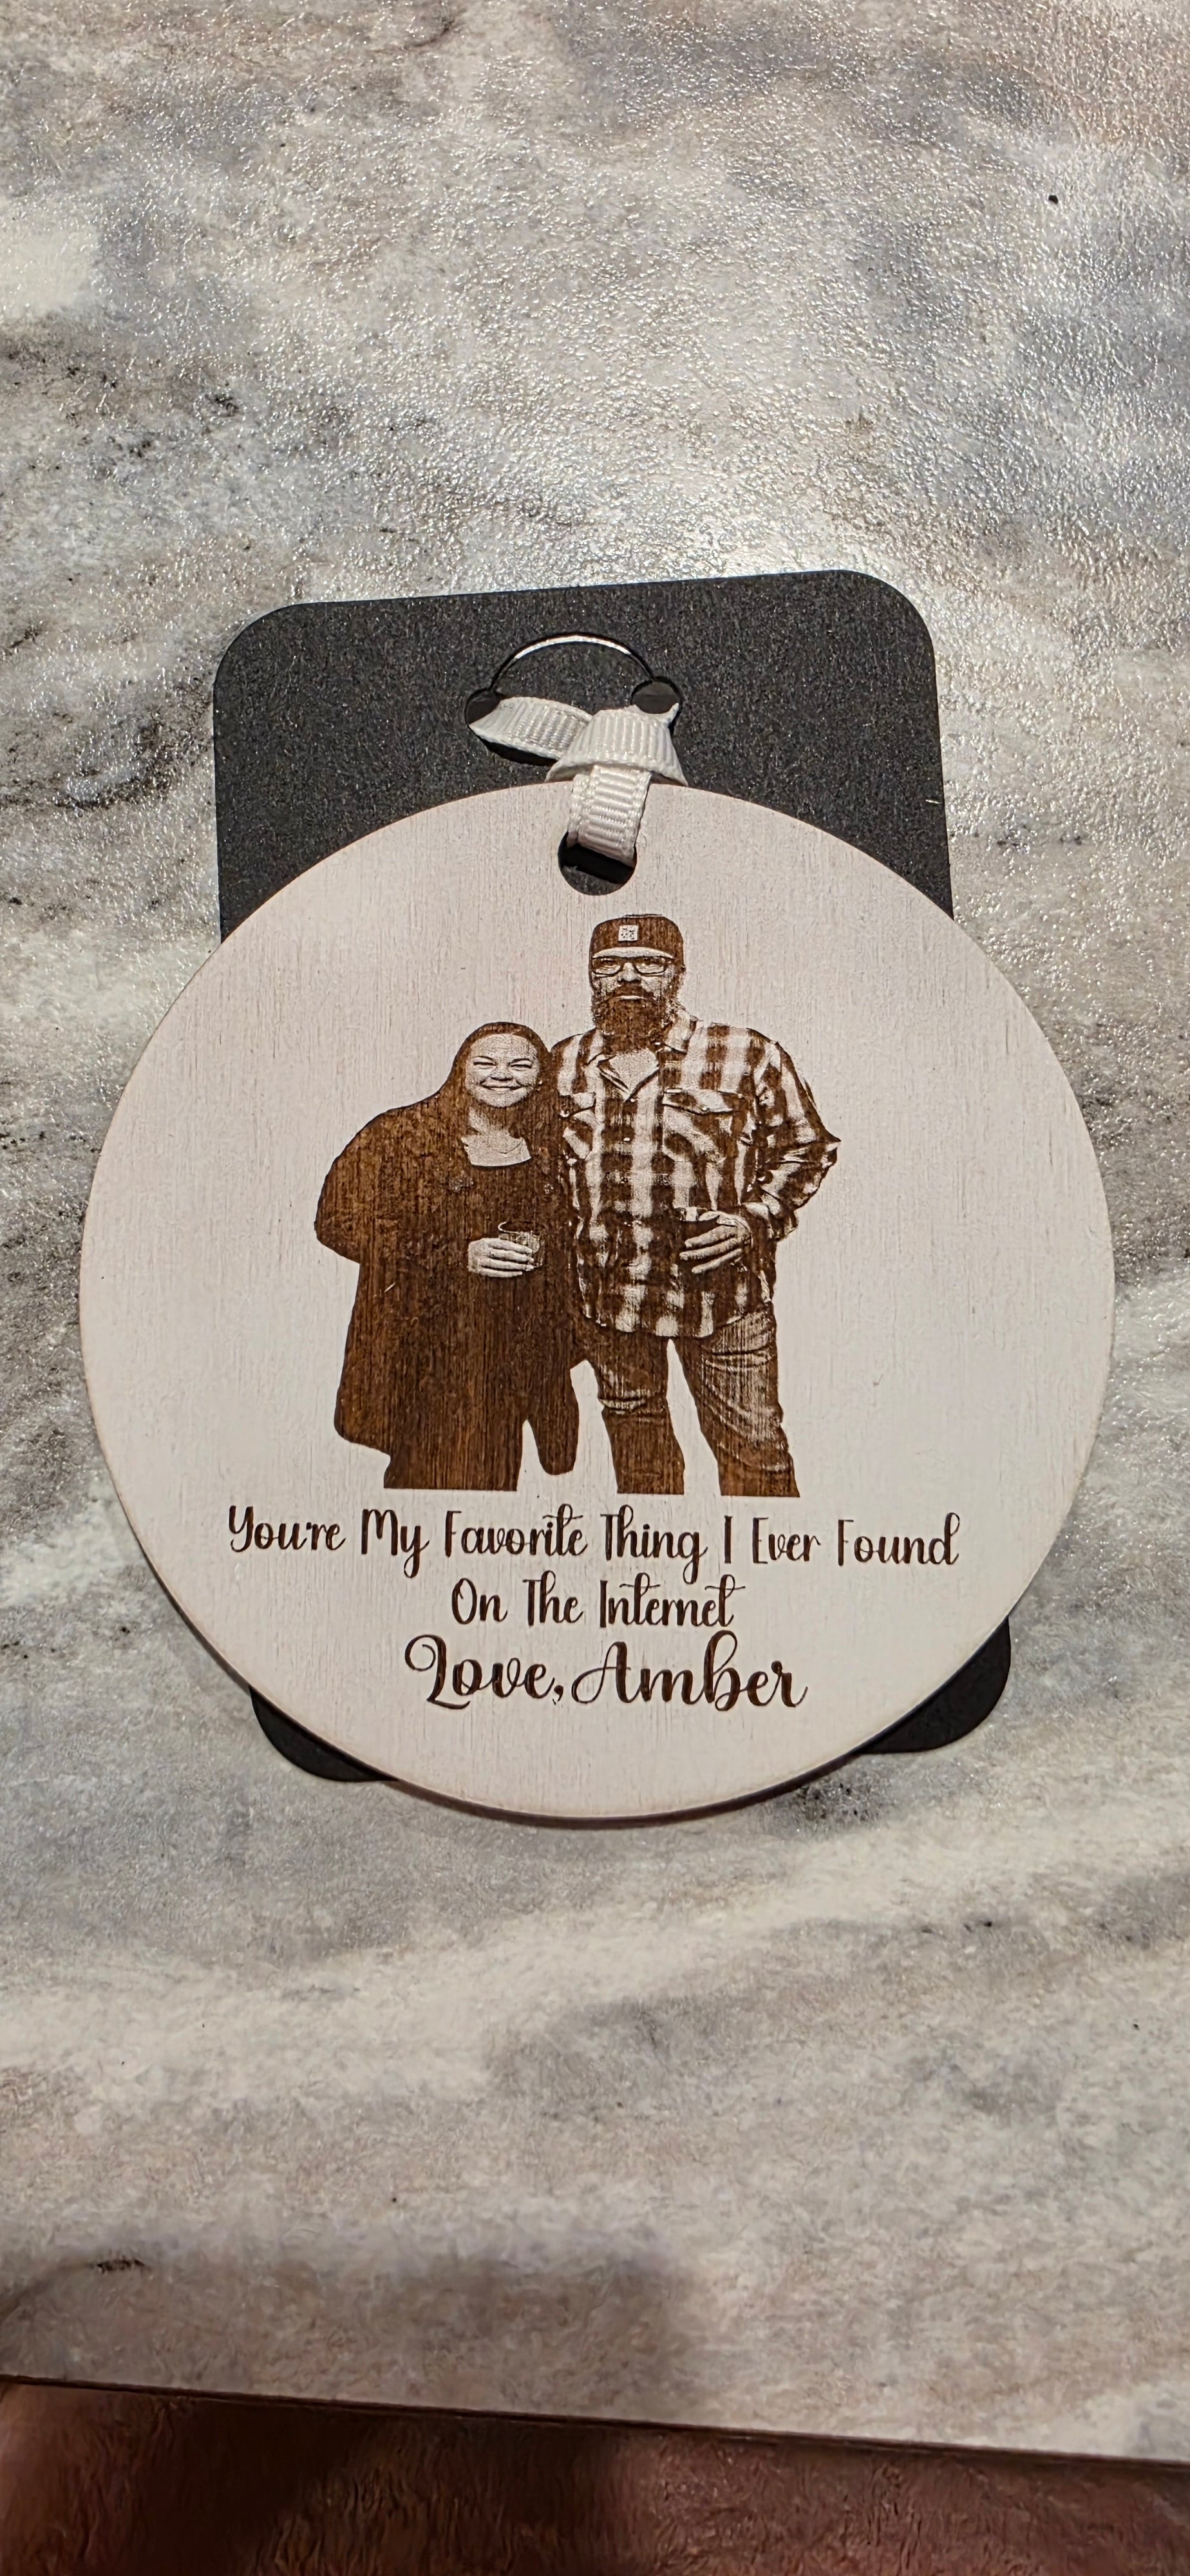 You're My Favorite Thing I Ever Found
On The Internet
Love, Amber